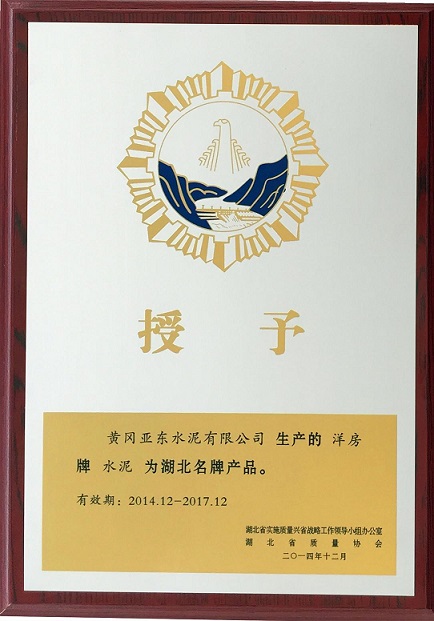 授 予
黄冈亚东水泥有限公司 生产的 洋房
牌 水泥 为湖北名牌产品。
有效期：2014.12-2017.12
湖北省实施质量兴省战略工作领导小组办公室
湖北省质量协会
二〇一四年十二月